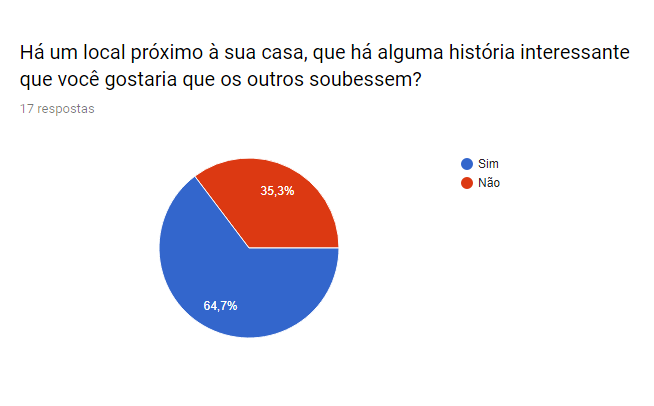 Há um local próximo à sua casa, que há alguma história interessante
que você gostaria que os outros soubessem?
17 respostas
Sim
Não
35,3%
64,7%